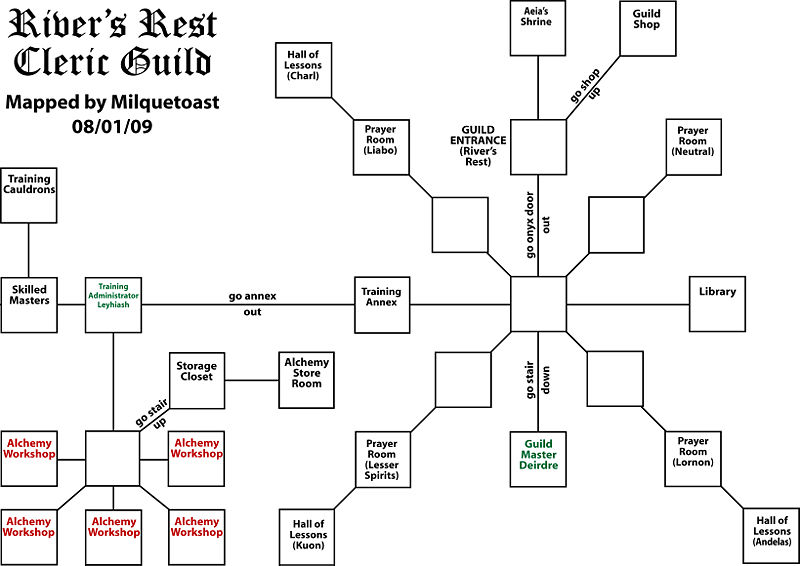 River's Rest
Cleric Guild
Mapped by Milquetoast
08/01/09
Aeia's
Shrine
Guild
Shop
go shop
up
Hall of
Lessons
(Charl)
Prayer
Room
(Liabo)
GUILD
ENTRANCE
(River's
Rest)
Prayer
Room
(Neutral)
Training
Cauldrons
go onyx door
out
Skilled
Masters
Training
Administrator
Leyhiash
go annex
out
Training
Annex
Library
Storage
Closet
Alchemy
Store
Room
go stair
down
go stair
up
Alchemy
Workshop
Alchemy
Workshop
Prayer
Room
(Lesser
Spirits)
Guild
Master
Deirdre
Prayer
Room
(Lornon)
Alchemy
Workshop
Alchemy
Workshop
Alchemy
Workshop
Hall of
Lessons
(Kuon)
Hall of
Lessons
(Andelas)